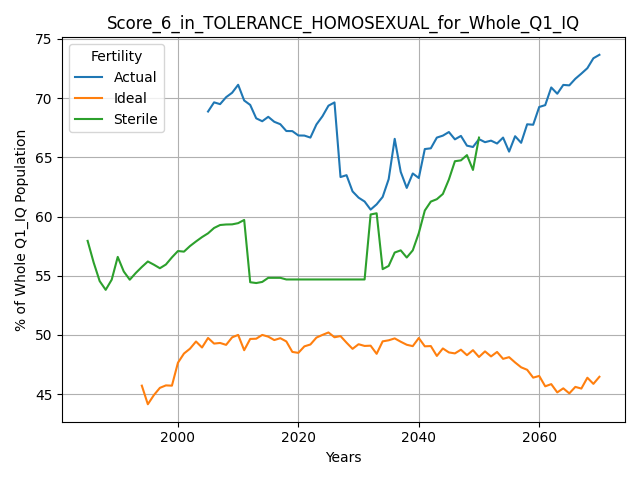 Score_6_in_TOLERANCE_HOMOSEXUAL_for_Whole_Q1_IQ
Fertility
Actual
Ideal
Sterile
% of Whole Q1_IQ Population
75
70
65
60
55
50
45
2000
2020
2040
2060
Years